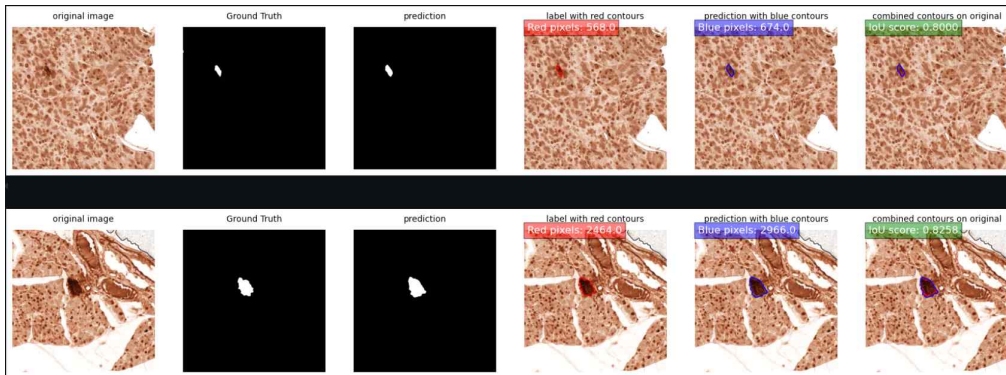 original image
Ground Truth
prediction
label with red contours
prediction with blue contours
combined contours on original
Red pixels: 568.0
Blue pixels: 674.0
IoU score: 0.8000
original image
Ground Truth
prediction
label with red contours
prediction with blue contours
combined contours on original
Red pixels: 2464.0
Blue pixels: 2966.0
IoU score: 0.8258